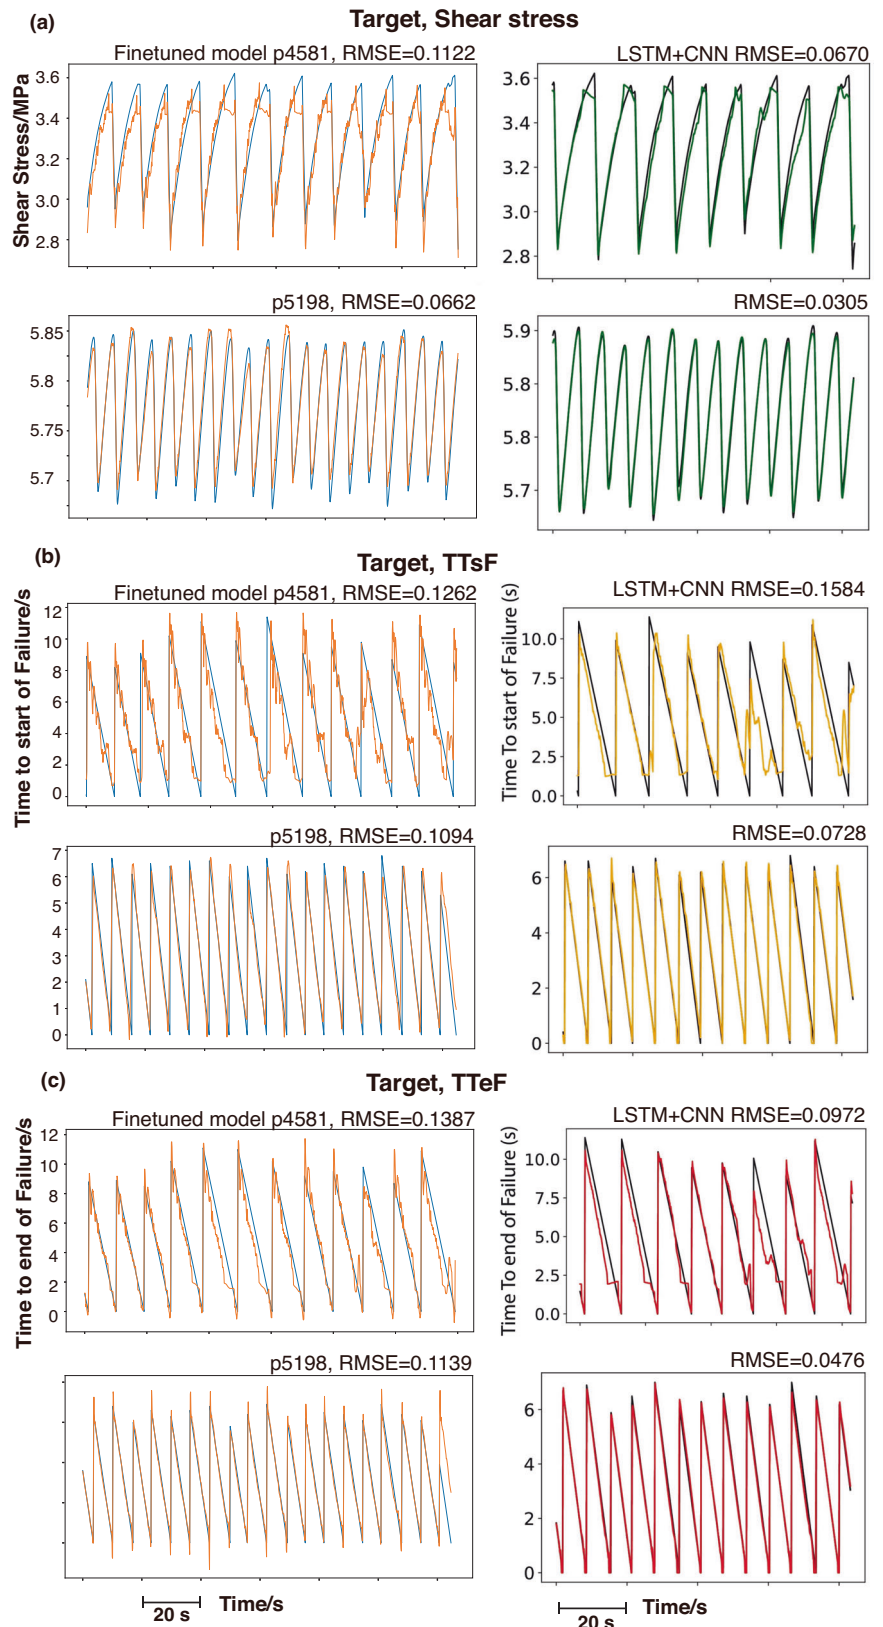 (a)
Target, Shear stress
Finetuned model p4581, RMSE=0.1122
LSTM+CNN RMSE=0.0670
Shear Stress/MPa
3.6
3.4
3.2
3.0
2.8
3.6
3.4
3.2
3.0
2.8
p5198, RMSE=0.0662
RMSE=0.0305
5.85
5.8
5.75
5.7
5.9
5.8
5.8
5.7
(b)
Target, TTsF
Finetuned model p4581, RMSE=0.1262
LSTM+CNN RMSE=0.1584
Time to start of Failure/s
12
10
8
6
4
2
0
Time To start of Failure (s)
10.0
7.5
5.0
2.5
0.0
p5198, RMSE=0.1094
RMSE=0.0728
7
6
5
4
3
2
1
0
6
4
2
0
(c)
Target, TTeF
Finetuned model p4581, RMSE=0.1387
LSTM+CNN RMSE=0.0972
Time to end of Failure/s
12
10
8
6
4
2
0
Time To end of Failure (s)
10.0
7.5
5.0
2.5
0.0
p5198, RMSE=0.1139
RMSE=0.0476
6
4
2
0
20 s
Time/s
20 s
Time/s